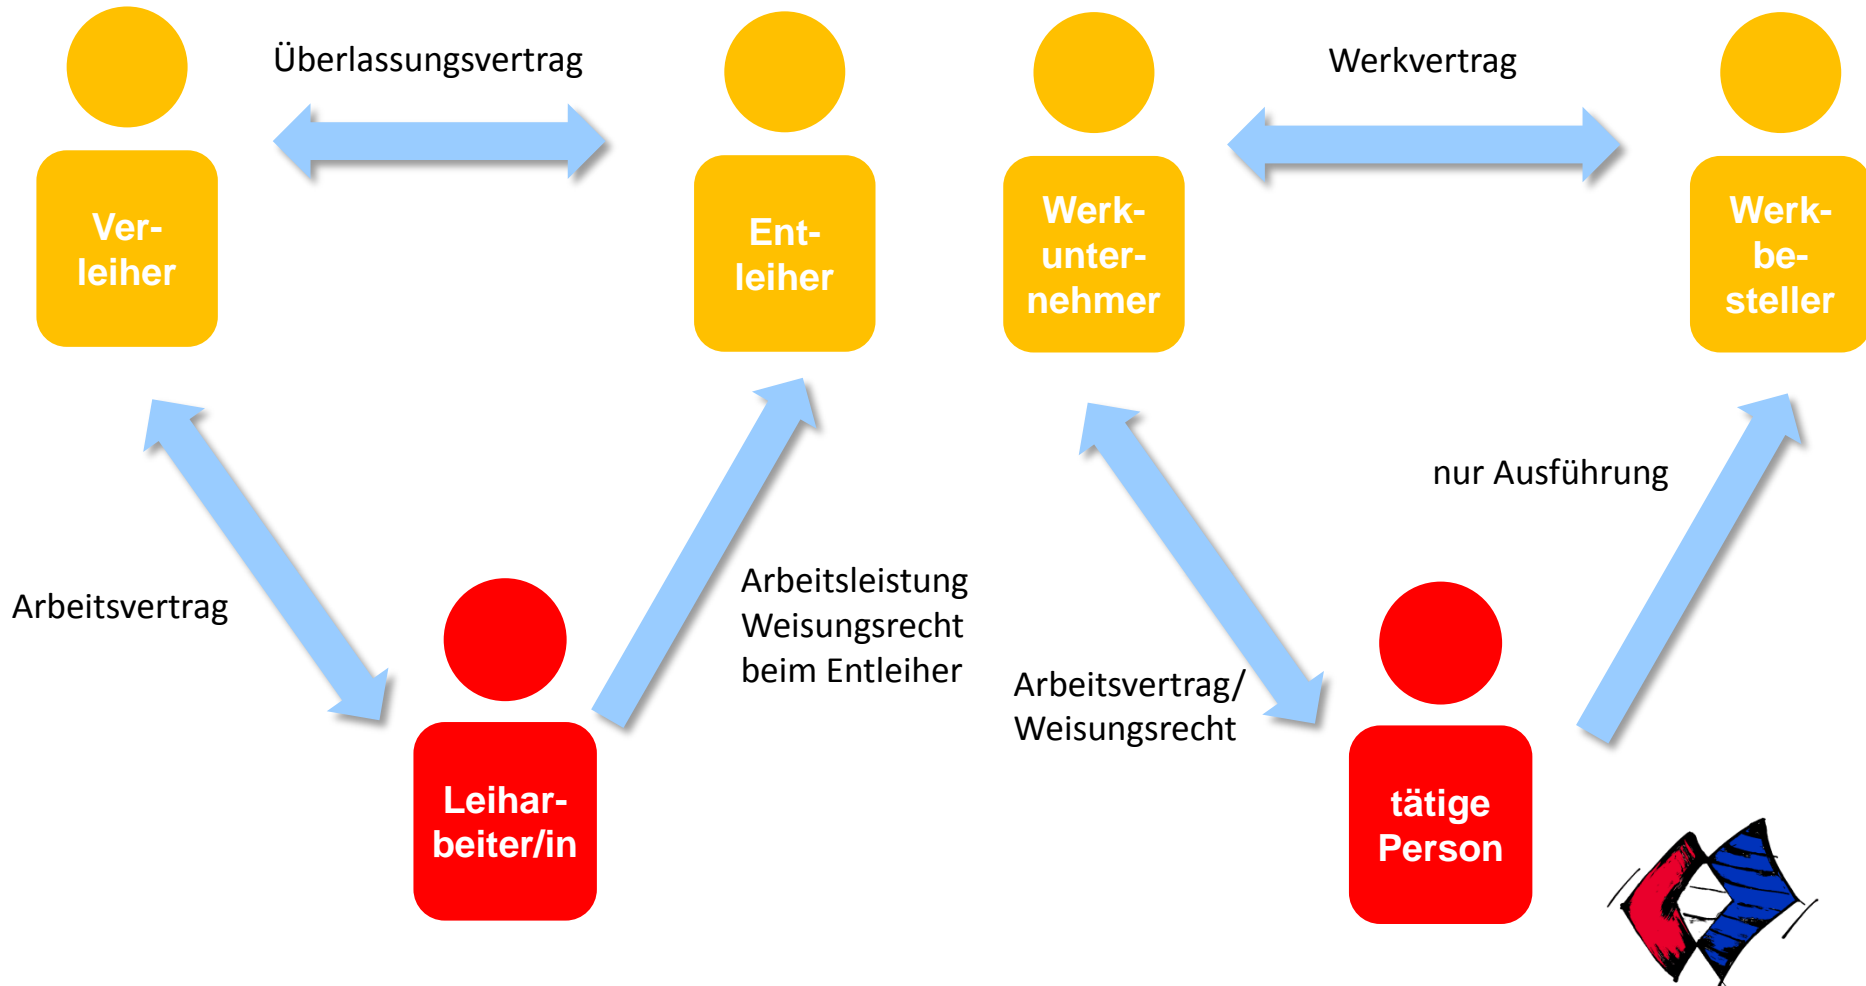 Überlassungsvertrag
Ver-
leiher
Ent-
leiher
Arbeitsvertrag
Arbeitsleistung
Weisungsrecht
beim Entleiher
Leihar-
beiter/in
Werkvertrag
Werk-
unter-
nehmer
Werk-
be-
steller
nur Ausführung
Arbeitsvertrag/
Weisungsrecht
tätige
Person